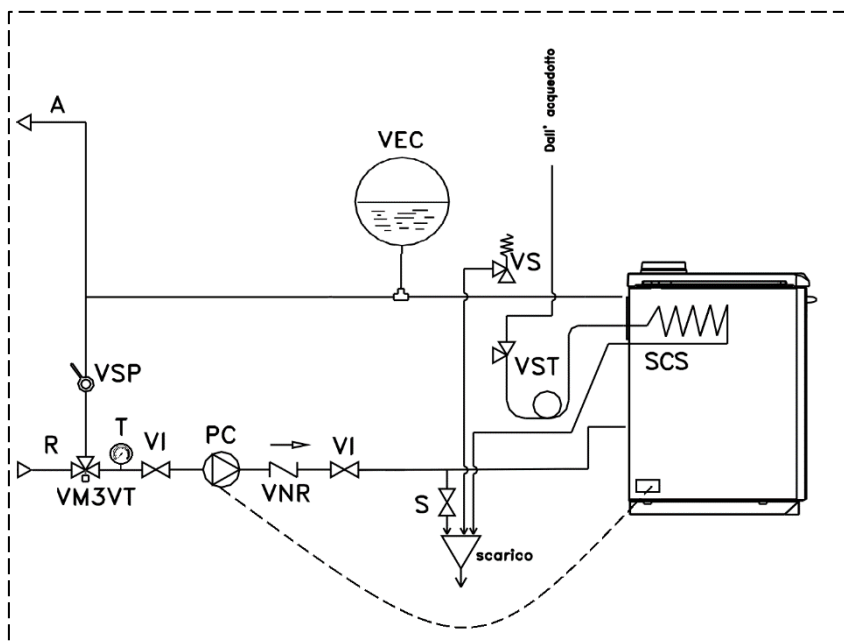 A
VEC
Dall' acquedotto
VS
VSP
VST
SCS
R
T
VI
PC
VI
VM3VT
VNR
S
scarico